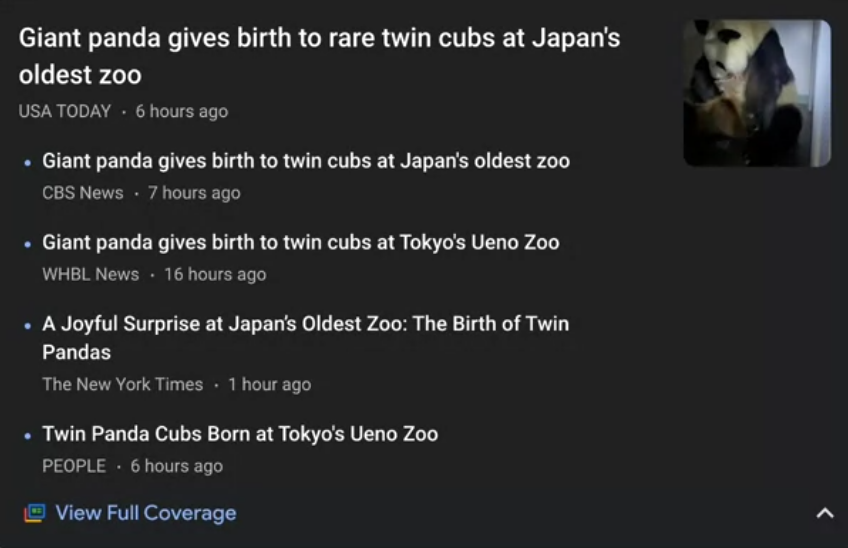 Giant panda gives birth to rare twin cubs at Japan's
oldest zoo
USA TODAY · 6 hours ago
• Giant panda gives birth to twin cubs at Japan's oldest zoo
CBS News · 7 hours ago
• Giant panda gives birth to twin cubs at Tokyo's Ueno Zoo
WHBL News · 16 hours ago
• A Joyful Surprise at Japan’s Oldest Zoo: The Birth of Twin
Pandas
The New York Times · 1 hour ago
• Twin Panda Cubs Born at Tokyo's Ueno Zoo
PEOPLE · 6 hours ago
View Full Coverage